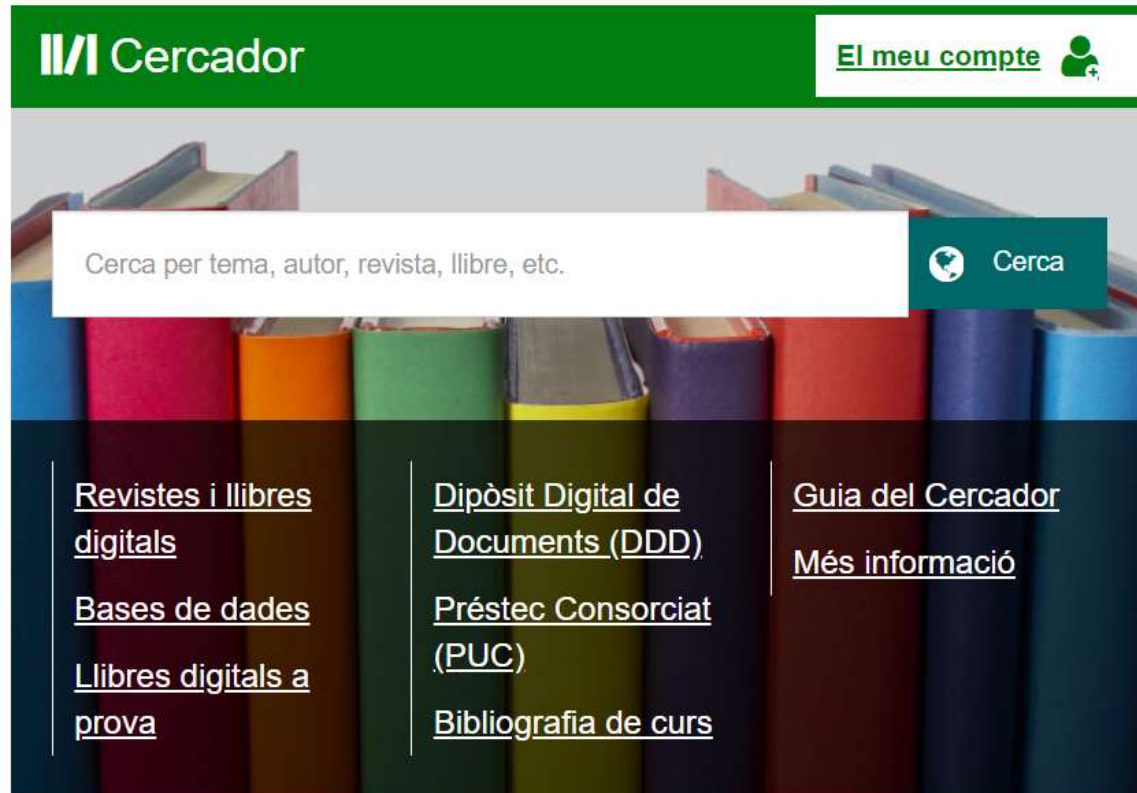 Cercador
El meu compte
Cerca per tema, autor, revista, llibre, etc.
Cerca
Revistes i llibres
digitals
Bases de dades
Llibres digitals a
prova
Dipòsit Digital de
Documents (DDD)
Préstec Consorciat
(PUC)
Bibliografia de curs
Guia del Cercador
Més informació